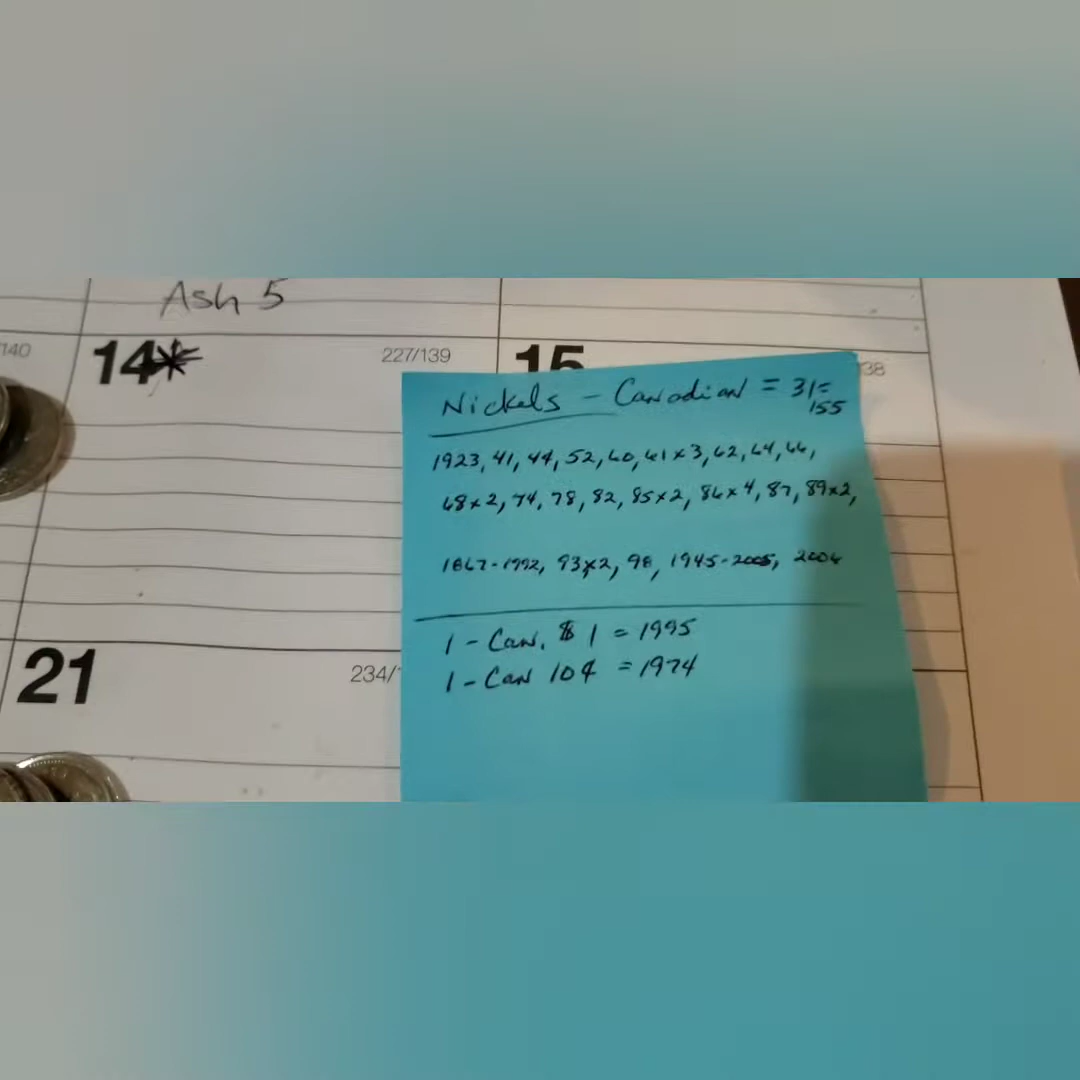 Ash 5
/140
14*
227/139
15
38
Nickels - Canadian = 31=
155
1923, 41, 44, 52, 60, 61x3, 62, 64, 66,
68x2, 74, 78, 82, 85x2, 86x4, 87, 89x2,
1867-1992, 93x2, 98, 1945-2005, 2006
1 - Can. $1 = 1995
1 - Can 10¢ = 1974
21
234/1